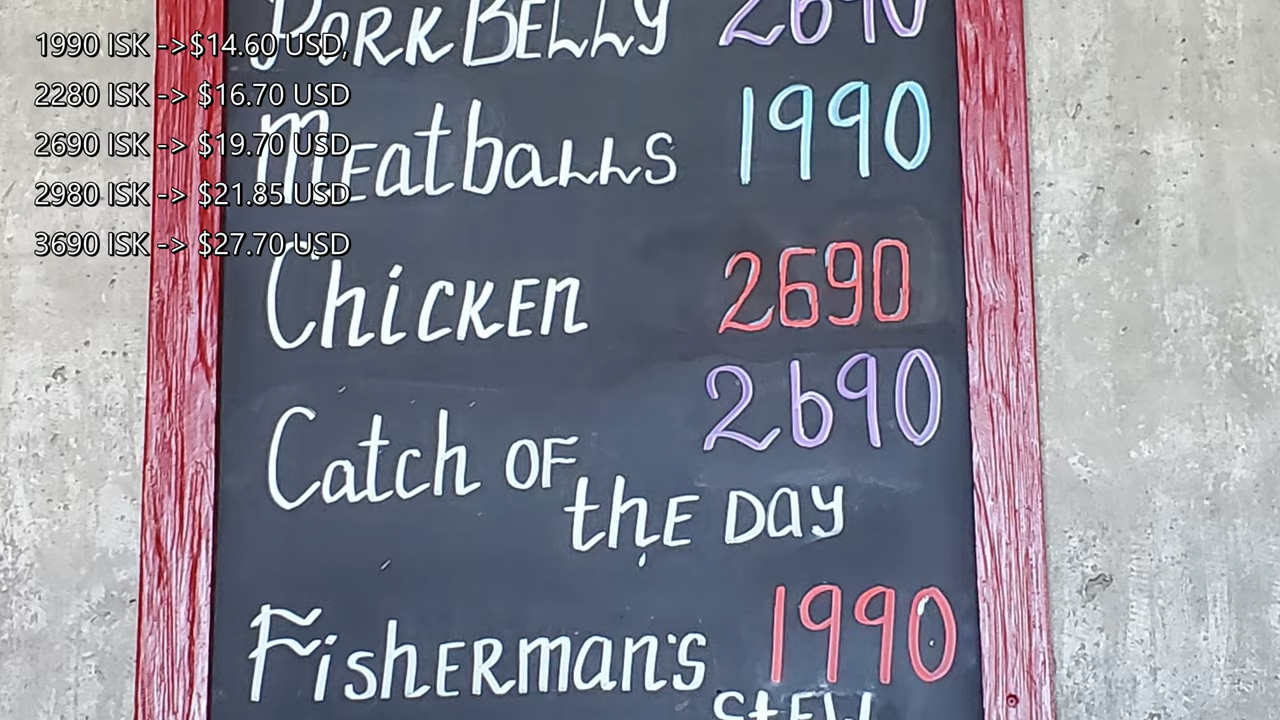 1990 ISK ->$14.60 USD,
2280 ISK -> $16.70 USD
2690 ISK -> $19.70 USD
2980 ISK -> $21.85 USD
3690 ISK -> $27.70 USD
PORK BELLY 2690
MEatbaLLS 1990
ChicKEN 2690
Catch OF 2690
thE Day
FishERman's 1990
StEW